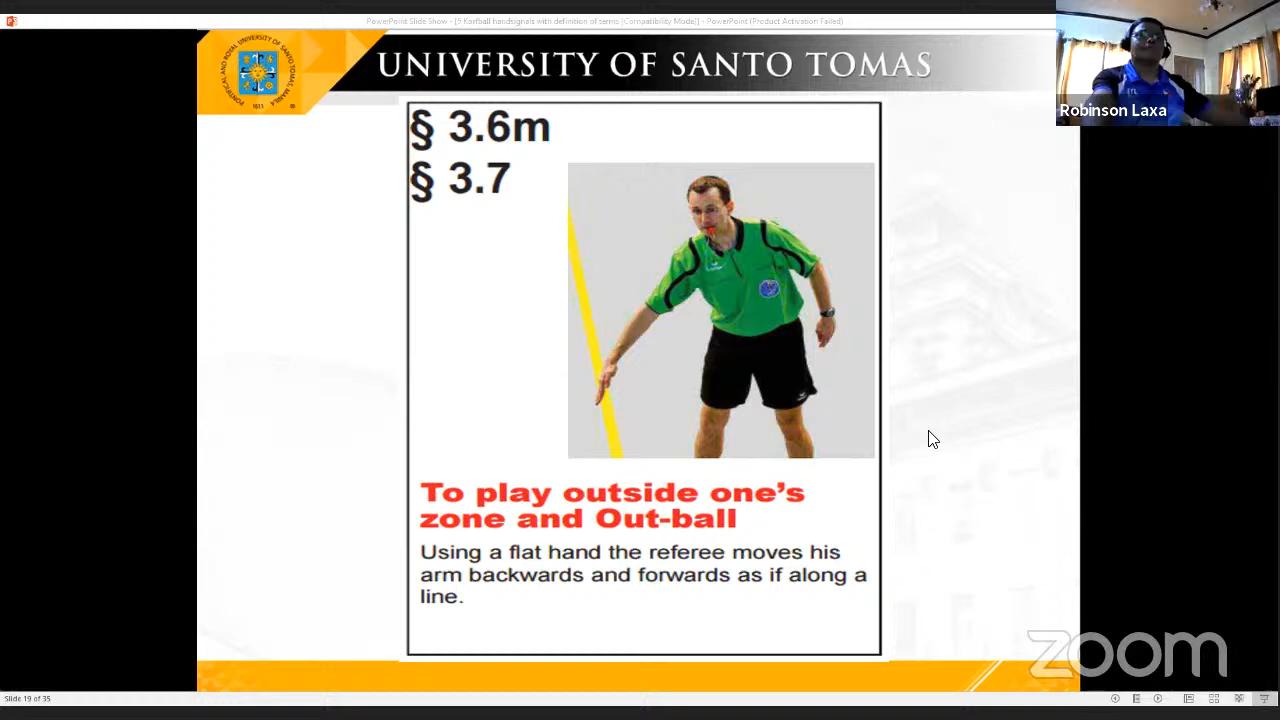 PowerPoint Slide Show - [9 Korfball handsignals with definition of terms [Compatibility Mode]] - PowerPoint (Product Activation Failed)
UNIVERSITY OF SANTO TOMAS
Robinson Laxa
§ 3.6m
§ 3.7
To play outside one's
zone and Out-ball
Using a flat hand the referee moves his
arm backwards and forwards as if along a
line.
zoom
Slide 19 of 35